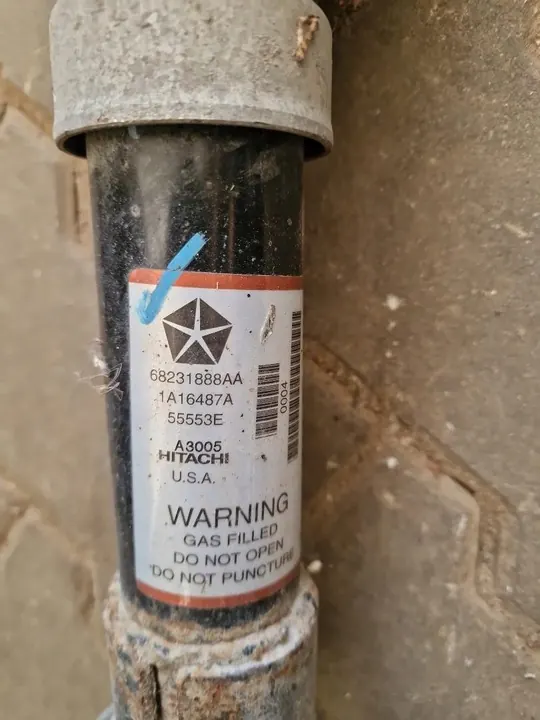 68231888AA
1A16487A
55553E
0004
A3005
HITACHI
U.S.A.
WARNING
GAS FILLED
DO NOT OPEN
DO NOT PUNCTURE